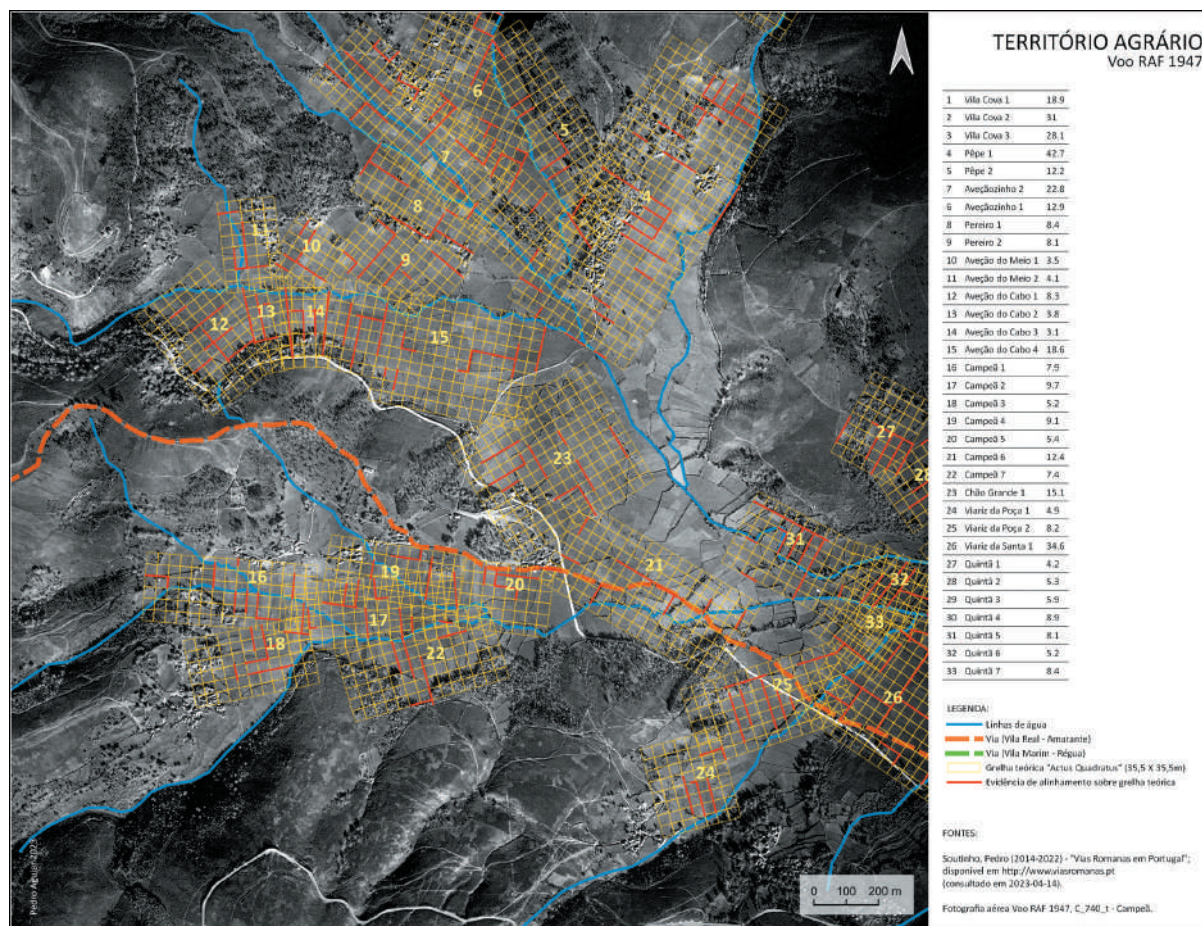 TERRITÓRIO AGRÁRIO
Voo RAF 1947
1 Vila Cova 1 18.9
2 Vila Cova 2 31
3 Vila Cova 3 28.1
4 Pêpe 1 42.7
5 Pêpe 2 12.2
7 Aveçãozinho 2 22.8
6 Aveçãozinho 1 12.9
8 Pereiro 1 8.4
9 Pereiro 2 8.1
10 Aveção do Meio 1 3.5
11 Aveção do Meio 2 4.1
12 Aveção do Cabo 1 8.3
13 Aveção do Cabo 2 3.8
14 Aveção do Cabo 3 3.1
15 Aveção do Cabo 4 18.6
16 Campeã 1 7.9
17 Campeã 2 9.7
18 Campeã 3 5.2
19 Campeã 4 9.1
20 Campeã 5 5.4
21 Campeã 6 12.4
22 Campeã 7 7.4
23 Chão Grande 1 15.1
24 Viariz da Poça 1 4.9
25 Viariz da Poça 2 8.2
26 Viariz da Santa 1 34.6
27 Quintã 1 4.2
28 Quintã 2 5.3
29 Quintã 3 5.9
30 Quintã 4 8.9
31 Quintã 5 8.1
32 Quintã 6 5.2
33 Quintã 7 8.4
LEGENDA:
Linhas de água
Via (Vila Real - Amarante)
Via (Vila Marim - Régua)
Grelha teórica "Actus Quadratus" (35,5 X 35,5m)
Evidência de alinhamento sobre grelha teórica
FONTES:
Soutinho, Pedro (2014-2022) - "Vias Romanas em Portugal";
disponível em http://www.viasromanas.pt
(consultado em 2023-04-14).
Fotografia aérea Voo RAF 1947, C_740_t - Campeã.
6
5
7
4
8
11
10
9
13
14
12
15
23
27
28
31
21
32
33
16
19
20
17
18
22
25
26
24
0 100 200 m
Pedro Aguiar 2023